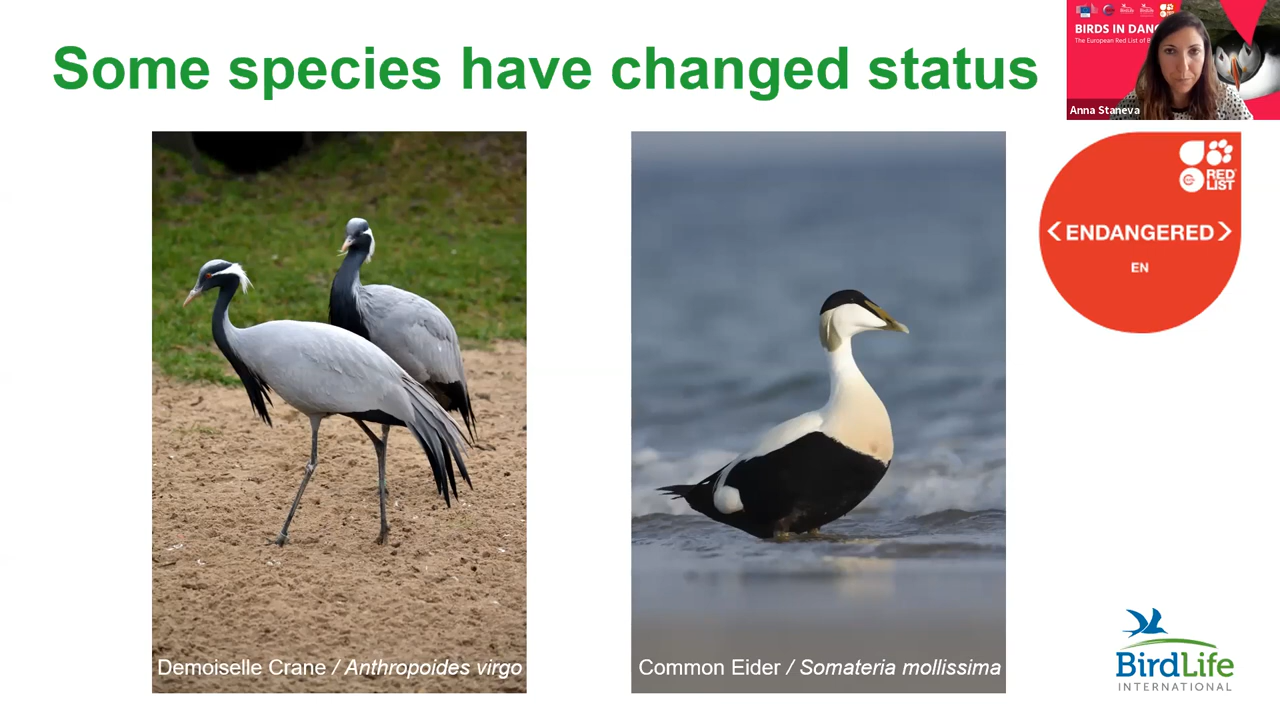 Some species have changed status
BIRDS IN DANG
The European Red List of B
Anna Staneva
RED
LIST
<ENDANGERED>
EN
Demoiselle Crane / Anthropoides virgo
Common Eider / Somateria mollissima
BirdLife
INTERNATIONAL